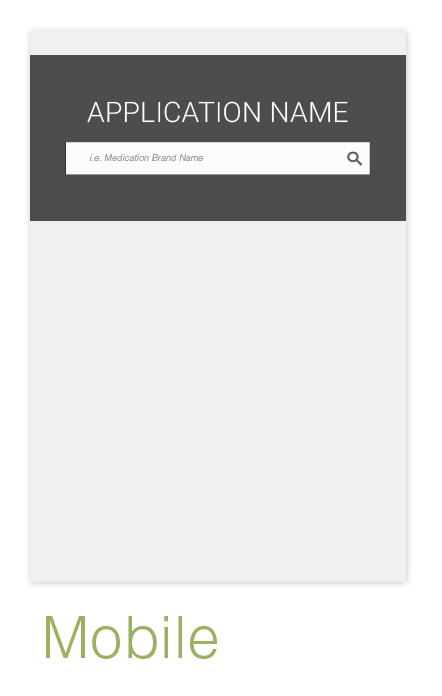 APPLICATION NAME
i.e. Medication Brand Name
Mobile